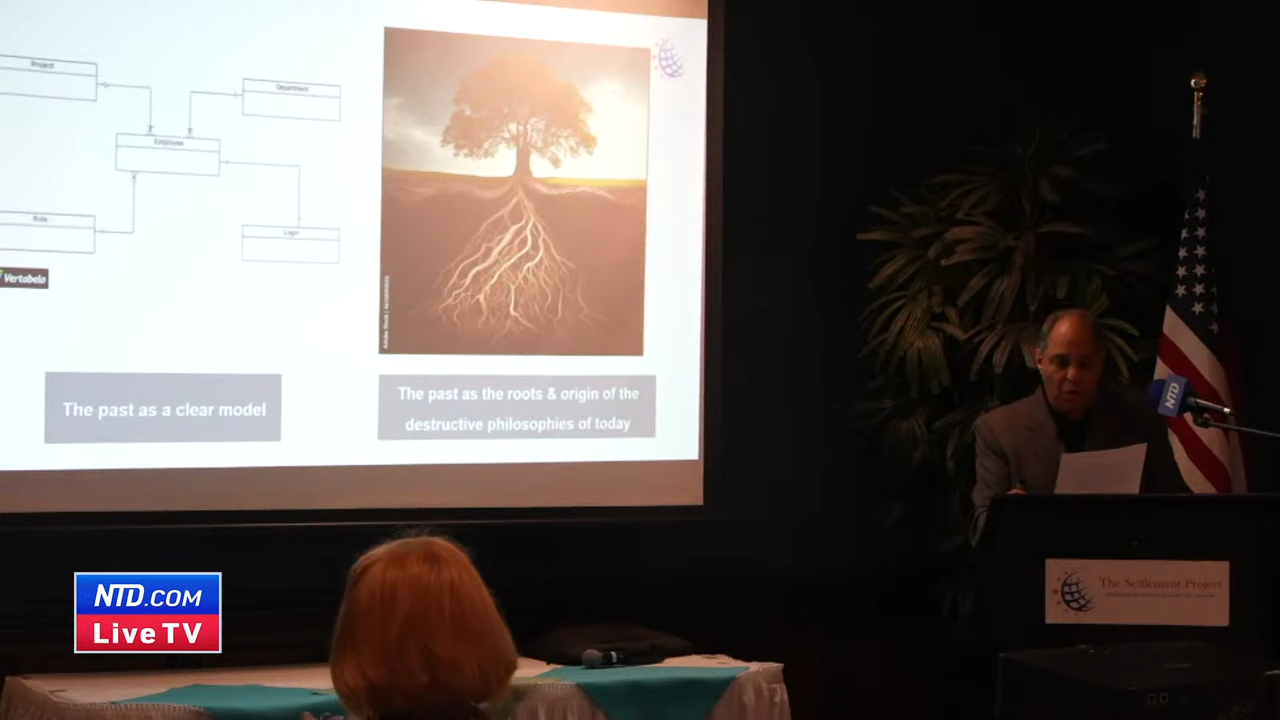 Project
Department
Employee
Role
Login
Vertabelo
The past as a clear model
The past as the roots & origin of the
destructive philosophies of today
NTD
The Settlement Project
NTD.COM
Live TV